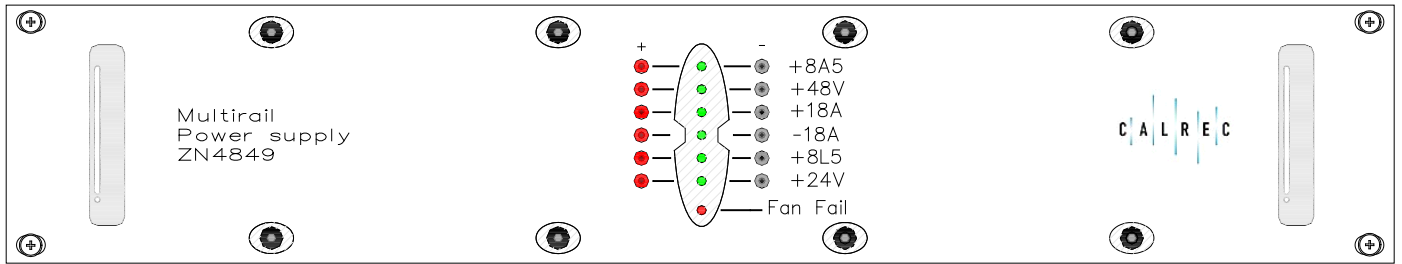 + -
+8A5
+48V
+18A
-18A
+8L5
+24V
Fan Fail
Multirail
Power supply
ZN4849
CALREC